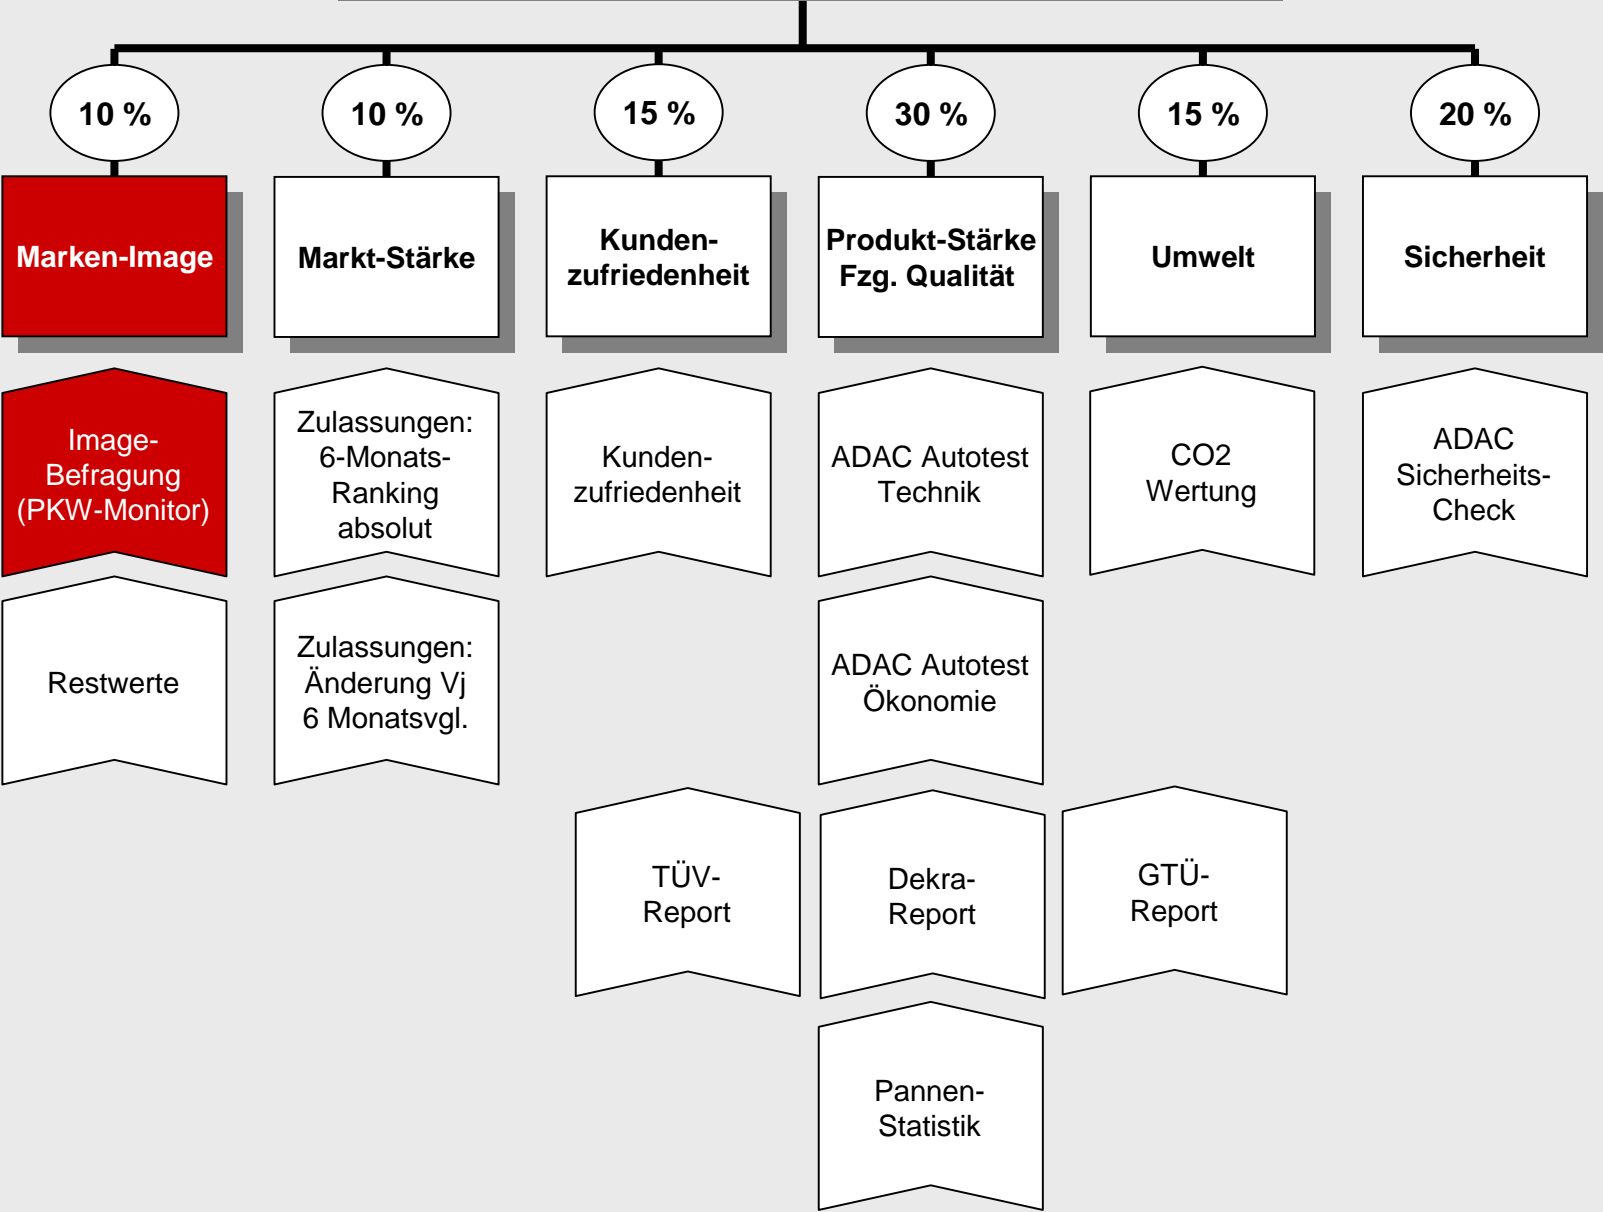 10 %
10 %
15 %
30 %
15 %
20 %
Marken-Image
Markt-Stärke
Kunden-
zufriedenheit
Produkt-Stärke
Fzg. Qualität
Umwelt
Sicherheit
Image-
Befragung
(PKW-Monitor)
Zulassungen:
6-Monats-
Ranking
absolut
Kunden-
zufriedenheit
ADAC Autotest
Technik
CO2
Wertung
ADAC
Sicherheits-
Check
Restwerte
Zulassungen:
Änderung Vj
6 Monatsvgl.
ADAC Autotest
Ökonomie
TÜV-
Report
Dekra-
Report
GTÜ-
Report
Pannen-
Statistik